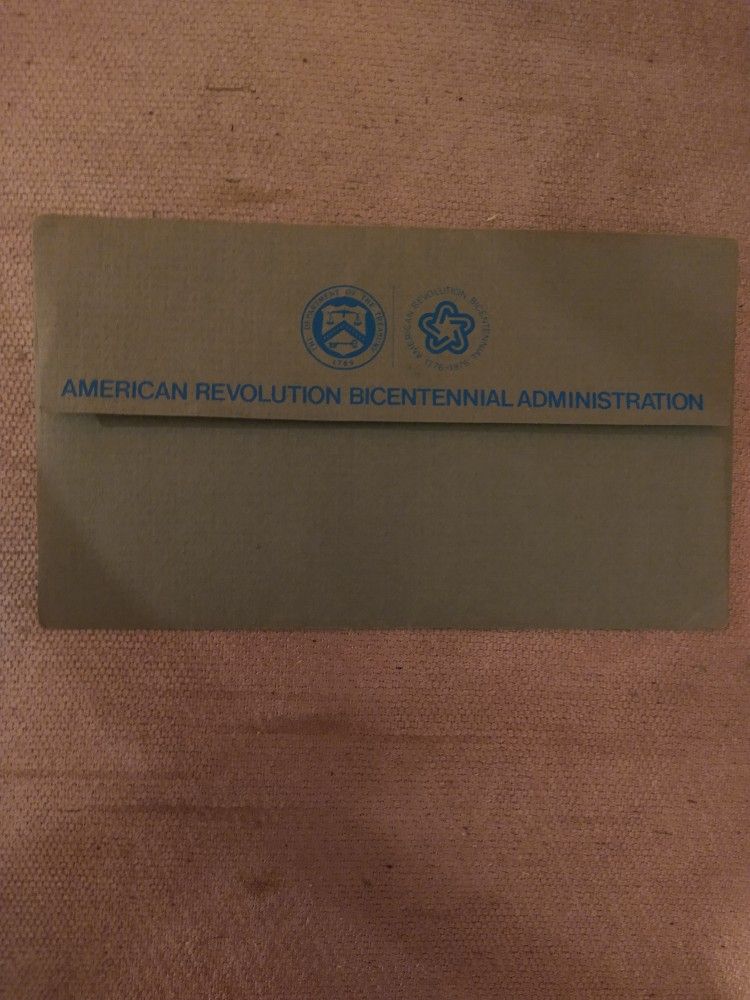 THE DEPARTMENT OF THE TREASURY
1789
AMERICAN REVOLUTION BICENTENNIAL
1776-1976
AMERICAN REVOLUTION BICENTENNIAL ADMINISTRATION